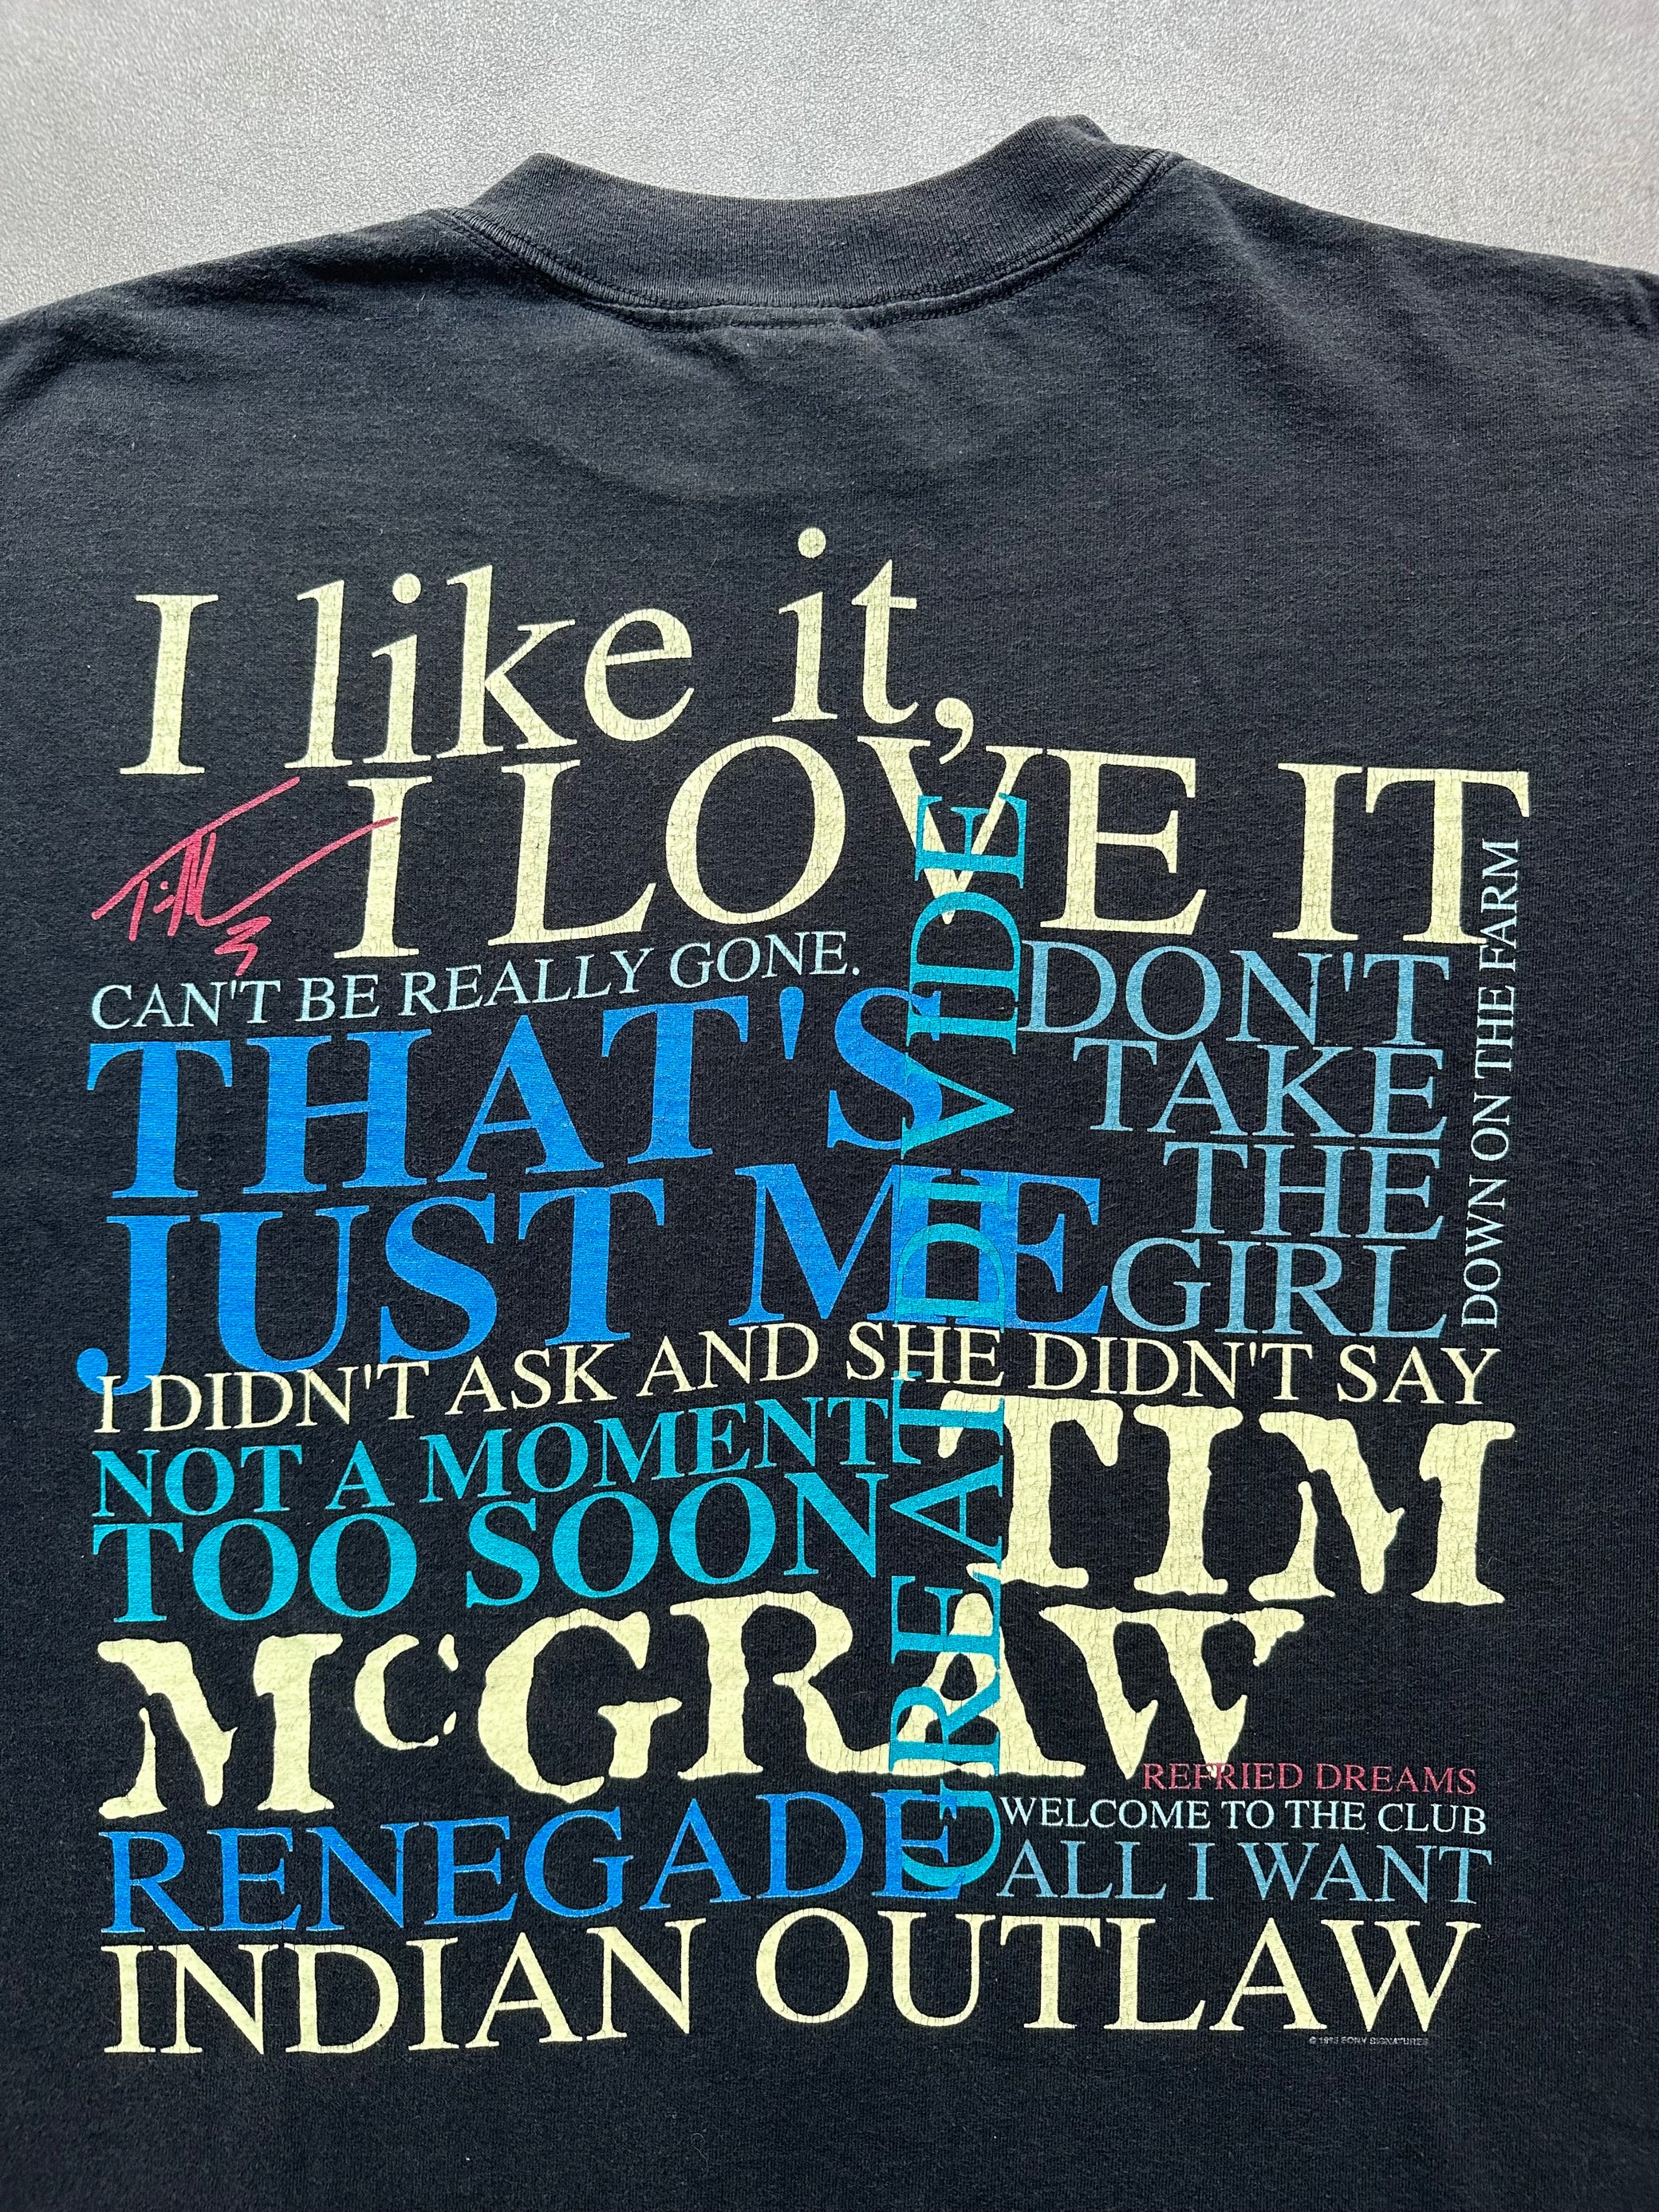 I like it,
I LOVE IT
CAN'T BE REALLY GONE.
THAT'S
JUST ME
DON'T
TAKE
THE
GIRL
DOWN ON THE FARM
GREAT DIVIDE
I DIDN'T ASK AND SHE DIDN'T SAY
NOT A MOMENT
TOO SOON
TIM
McGRAW
REFRIED DREAMS
WELCOME TO THE CLUB
RENEGADE
ALL I WANT
INDIAN OUTLAW